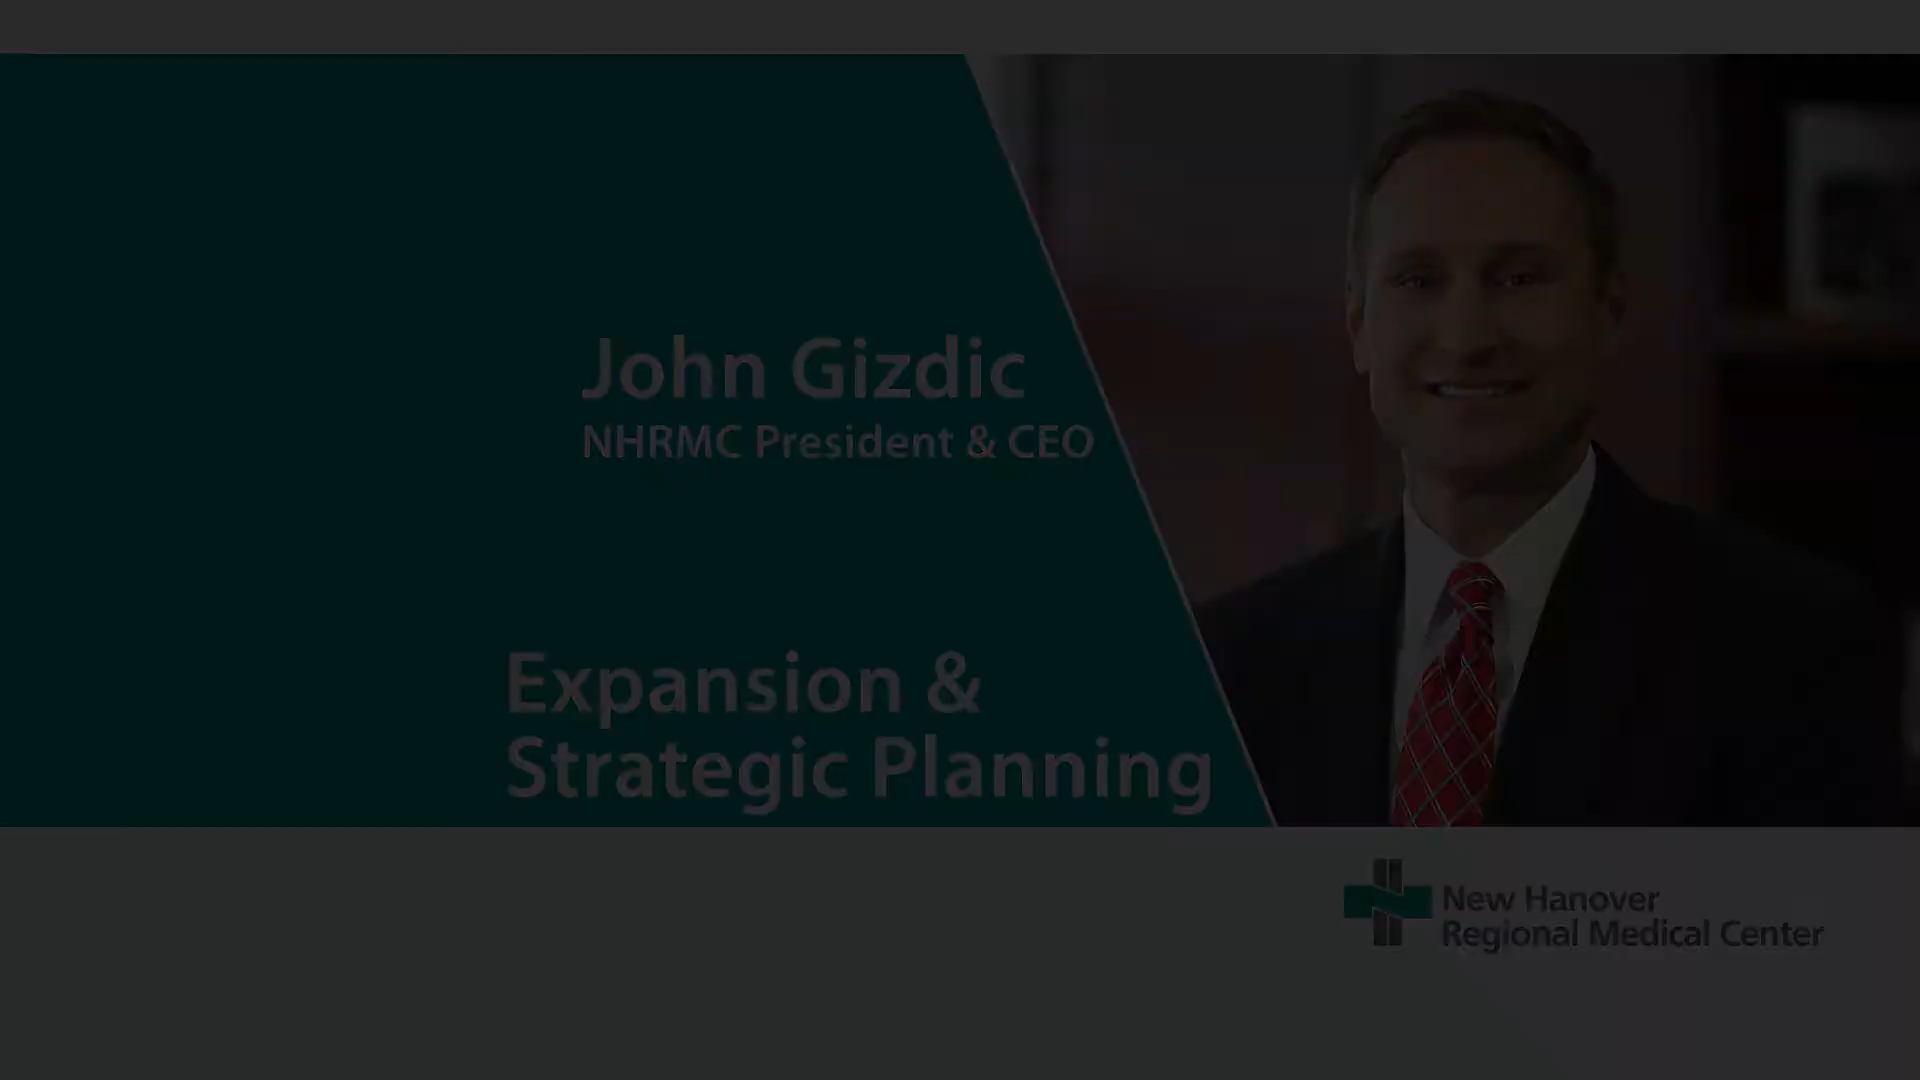 John Gizdic
NHRMC President & CEO
Expansion &
Strategic Planning
New Hanover
Regional Medical Center